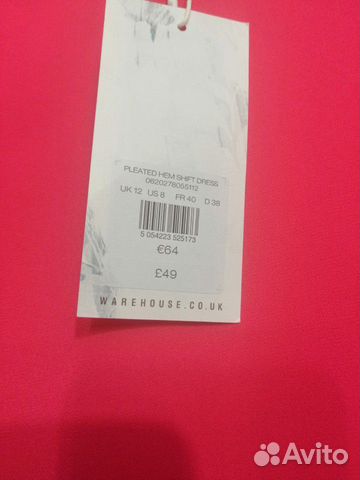 PLEATED HEM SHIFT DRESS
0620278055112
UK 12 US 8 FR 40 D 38
5 054223 525173
€64
£49
WAREHOUSE.CO.UK
Avito